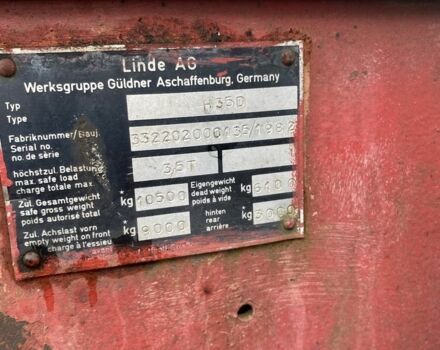 Linde AG
Werksgruppe Güldner Aschaffenburg, Germany
Typ
Type
H35D
Fabriknummer/Bauj.
Serial no.
no. de série
332202000135/1982
höchstzul. Belastung
max. safe load
charge totale max.
3,5T
Zul. Gesamtgewicht
safe gross weight
poids autorisé total
kg 10500
Eigengewicht
dead weight
poids à vide
kg 6100
Zul. Achslast vorn
empty weight on front
charge à l'essieu
avant
kg 9000
hinten
rear
arrière
kg 3000